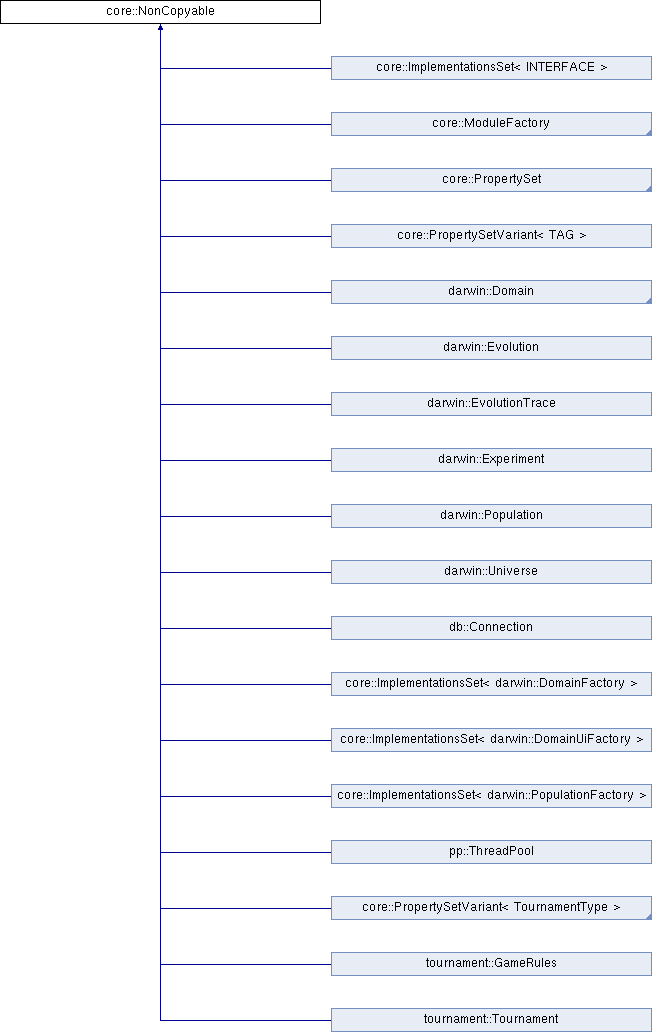 core::NonCopyable
core::ImplementationsSet< INTERFACE >
core::ModuleFactory
core::PropertySet
core::PropertySetVariant< TAG >
darwin::Domain
darwin::Evolution
darwin::EvolutionTrace
darwin::Experiment
darwin::Population
darwin::Universe
db::Connection
core::ImplementationsSet< darwin::DomainFactory >
core::ImplementationsSet< darwin::DomainUiFactory >
core::ImplementationsSet< darwin::PopulationFactory >
pp::ThreadPool
core::PropertySetVariant< TournamentType >
tournament::GameRules
tournament::Tournament